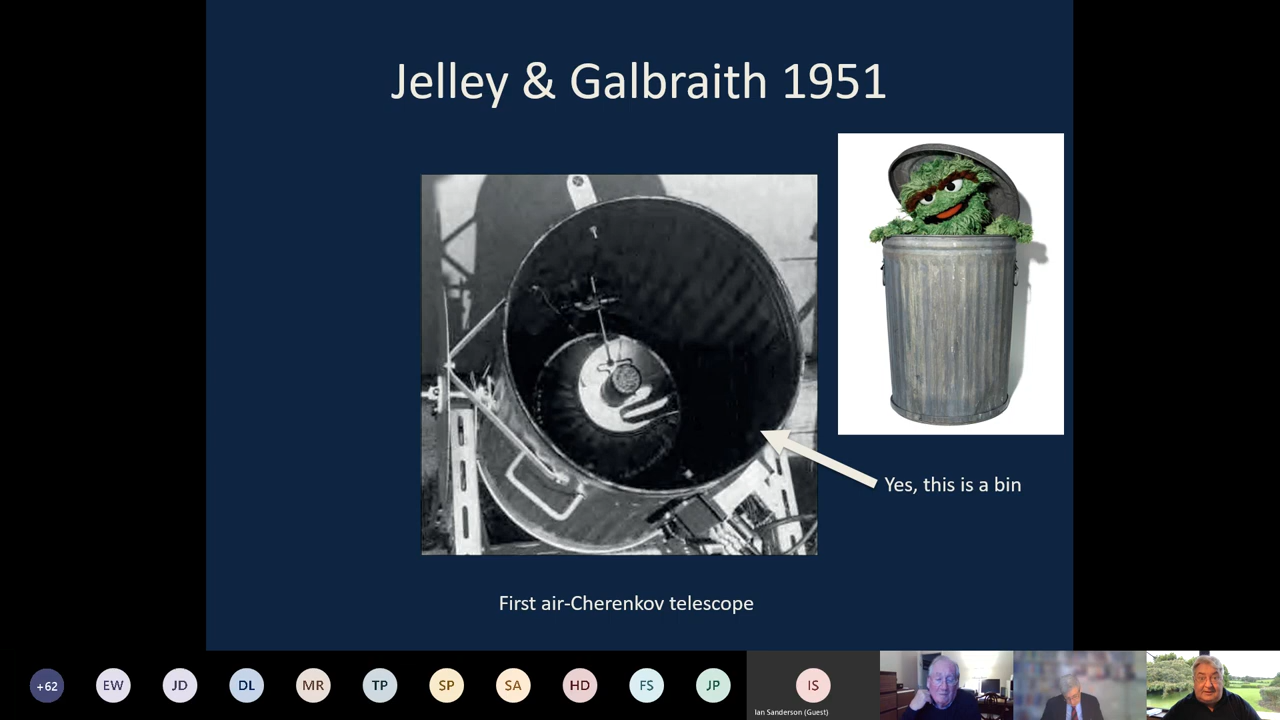 Jelley & Galbraith 1951
Yes, this is a bin
First air-Cherenkov telescope
+62 EW JD DL MR TP SP SA HD FS JP IS
Ian Sanderson (Guest)